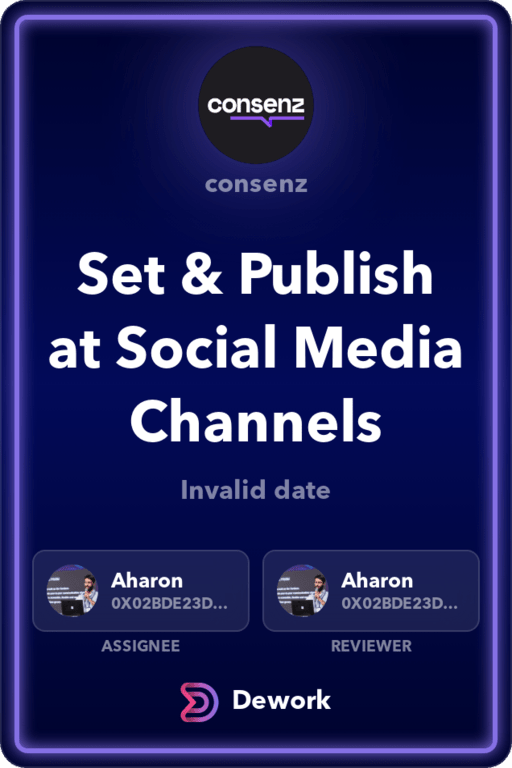 consenz
consenz
Set & Publish
at Social Media
Channels
Invalid date
Aharon
0X02BDE23D...
ASSIGNEE
Aharon
0X02BDE23D...
REVIEWER
Dework